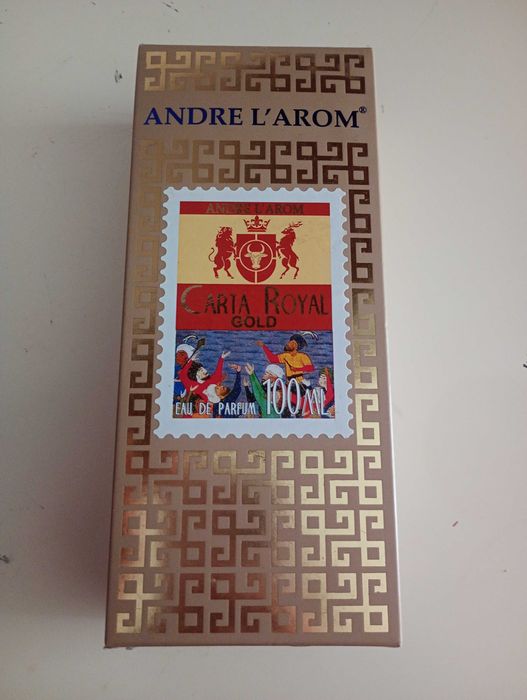 ANDRE L'AROM®
ANDRE L'AROM
CARTA ROYAL
GOLD
EAU DE PARFUM 100ML